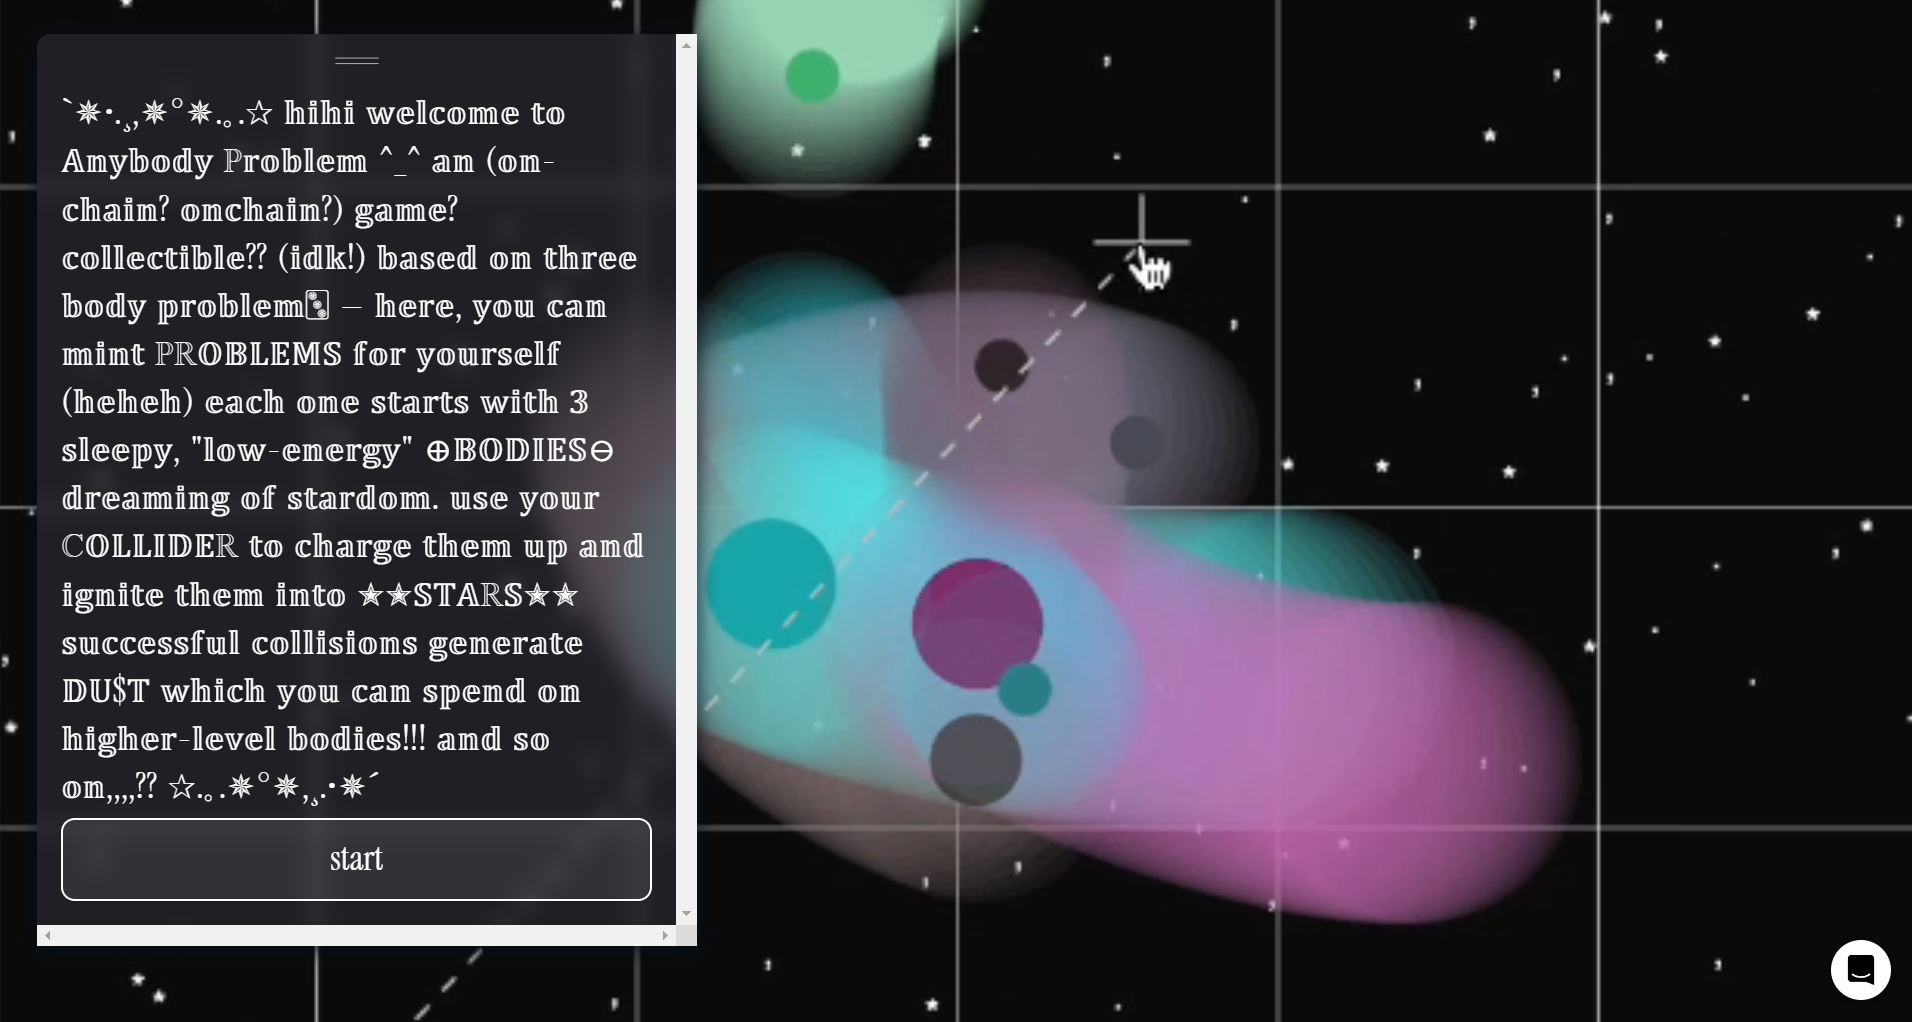 `✵•.¸,✵°✵.｡.☆ hihi welcome to
Anybody Problem ^_^ an (on-
chain? onchain?) game?
collectible?? (idk!) based on three
body problem – here, you can
mint PROBLEMS for yourself
(heheh) each one starts with 3
sleepy, "low-energy" ⊕BODIES⊖
dreaming of stardom. use your
COLLIDER to charge them up and
ignite them into ✭✭STARS✭✭
successful collisions generate
DU$T which you can spend on
higher-level bodies!!! and so
on,,,,?? ☆.｡.✵°✵,¸.•✵´
start